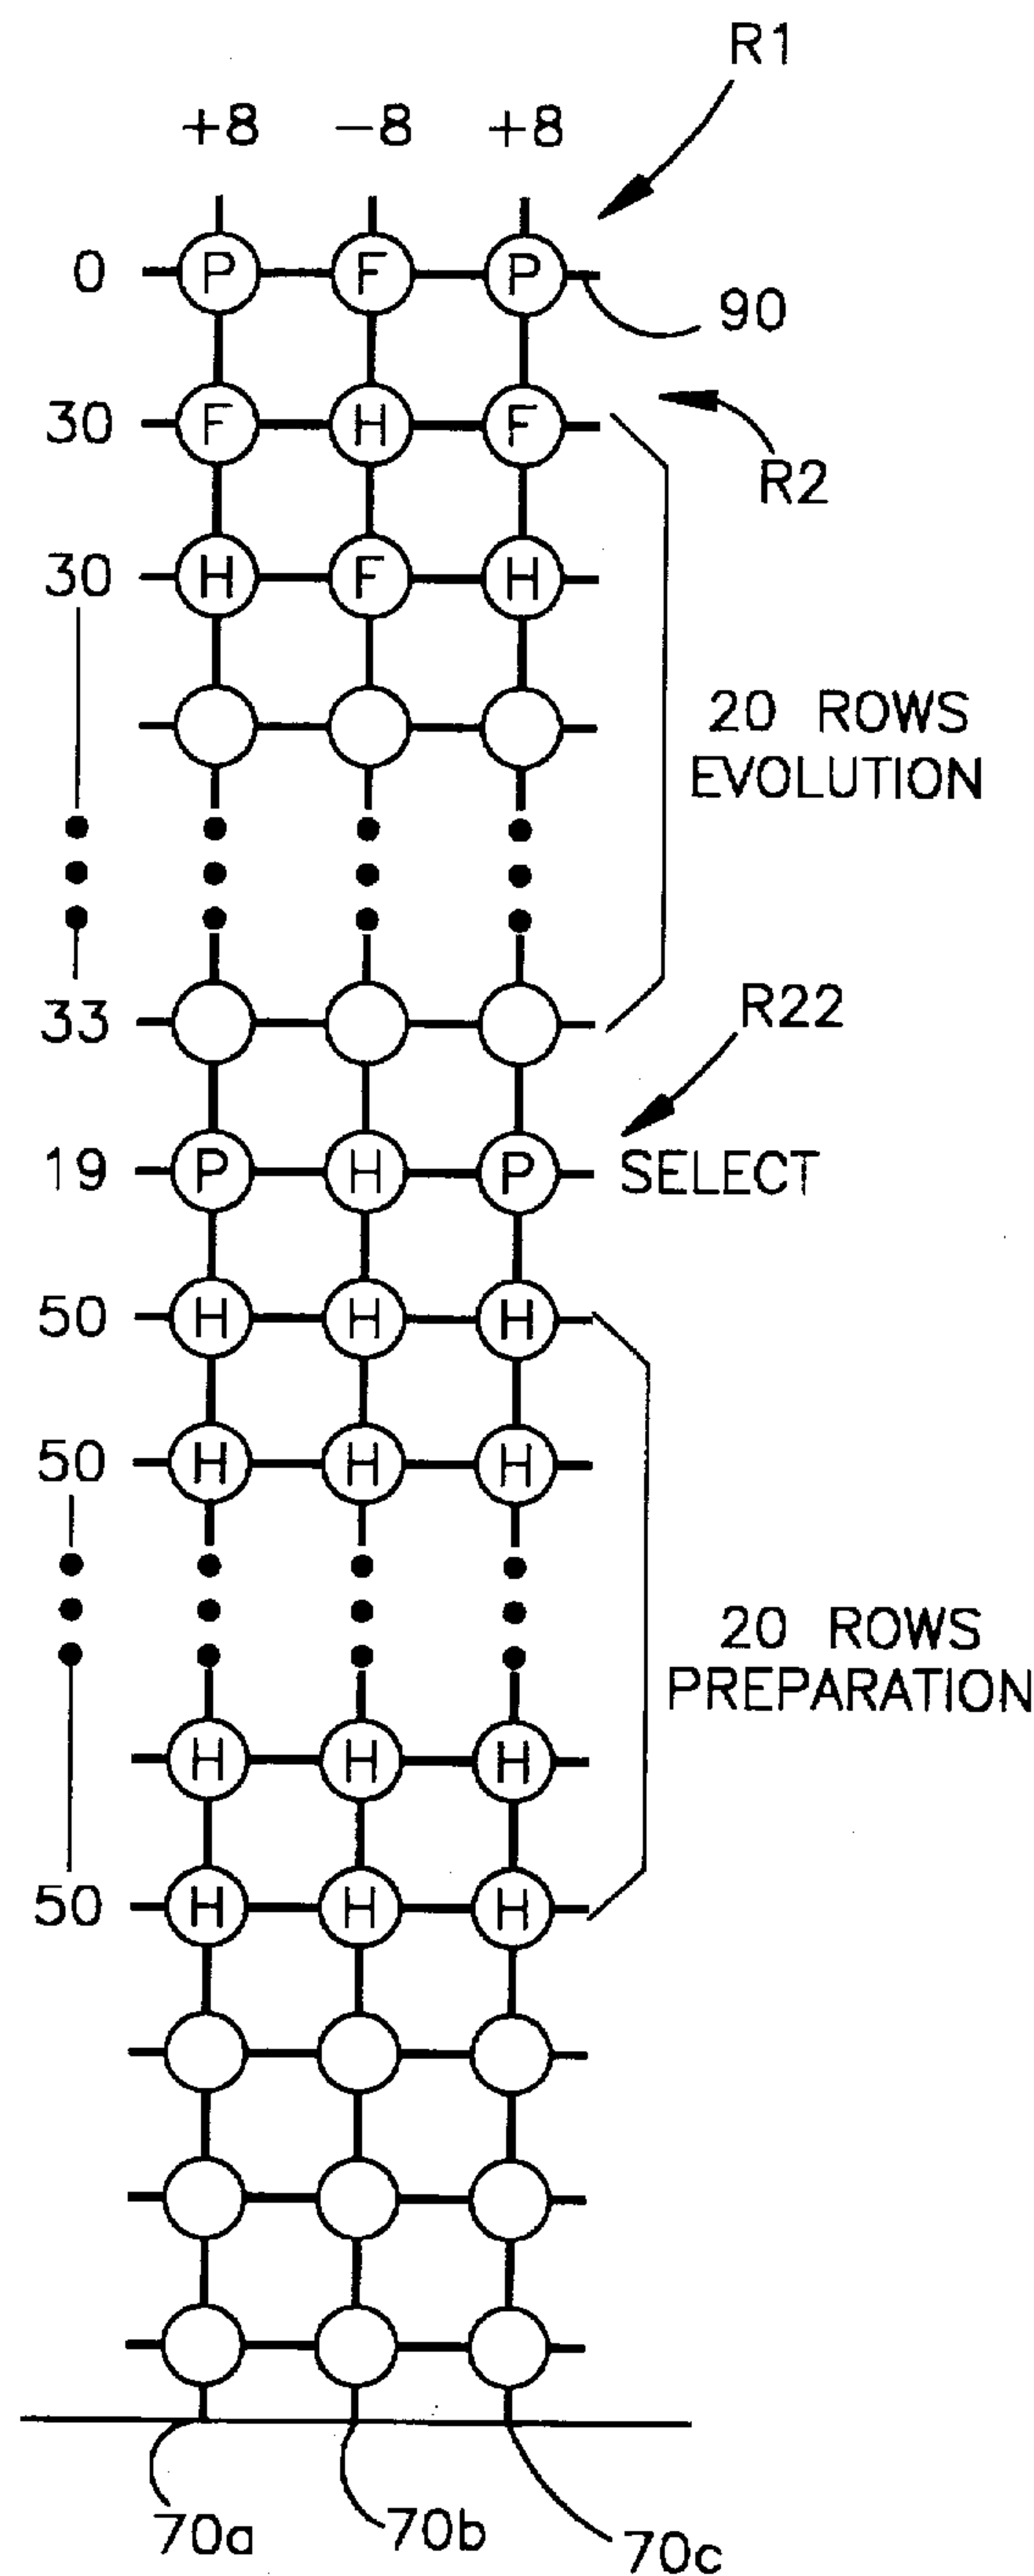 R1
+8 -8 +8
0 P F P
90
30 F H F
R2
30 H F H
20 ROWS
EVOLUTION
33
R22
19 P H P SELECT
50 H H H
50 H H H
20 ROWS
PREPARATION
H H H
50 H H H
70a 70b 70c